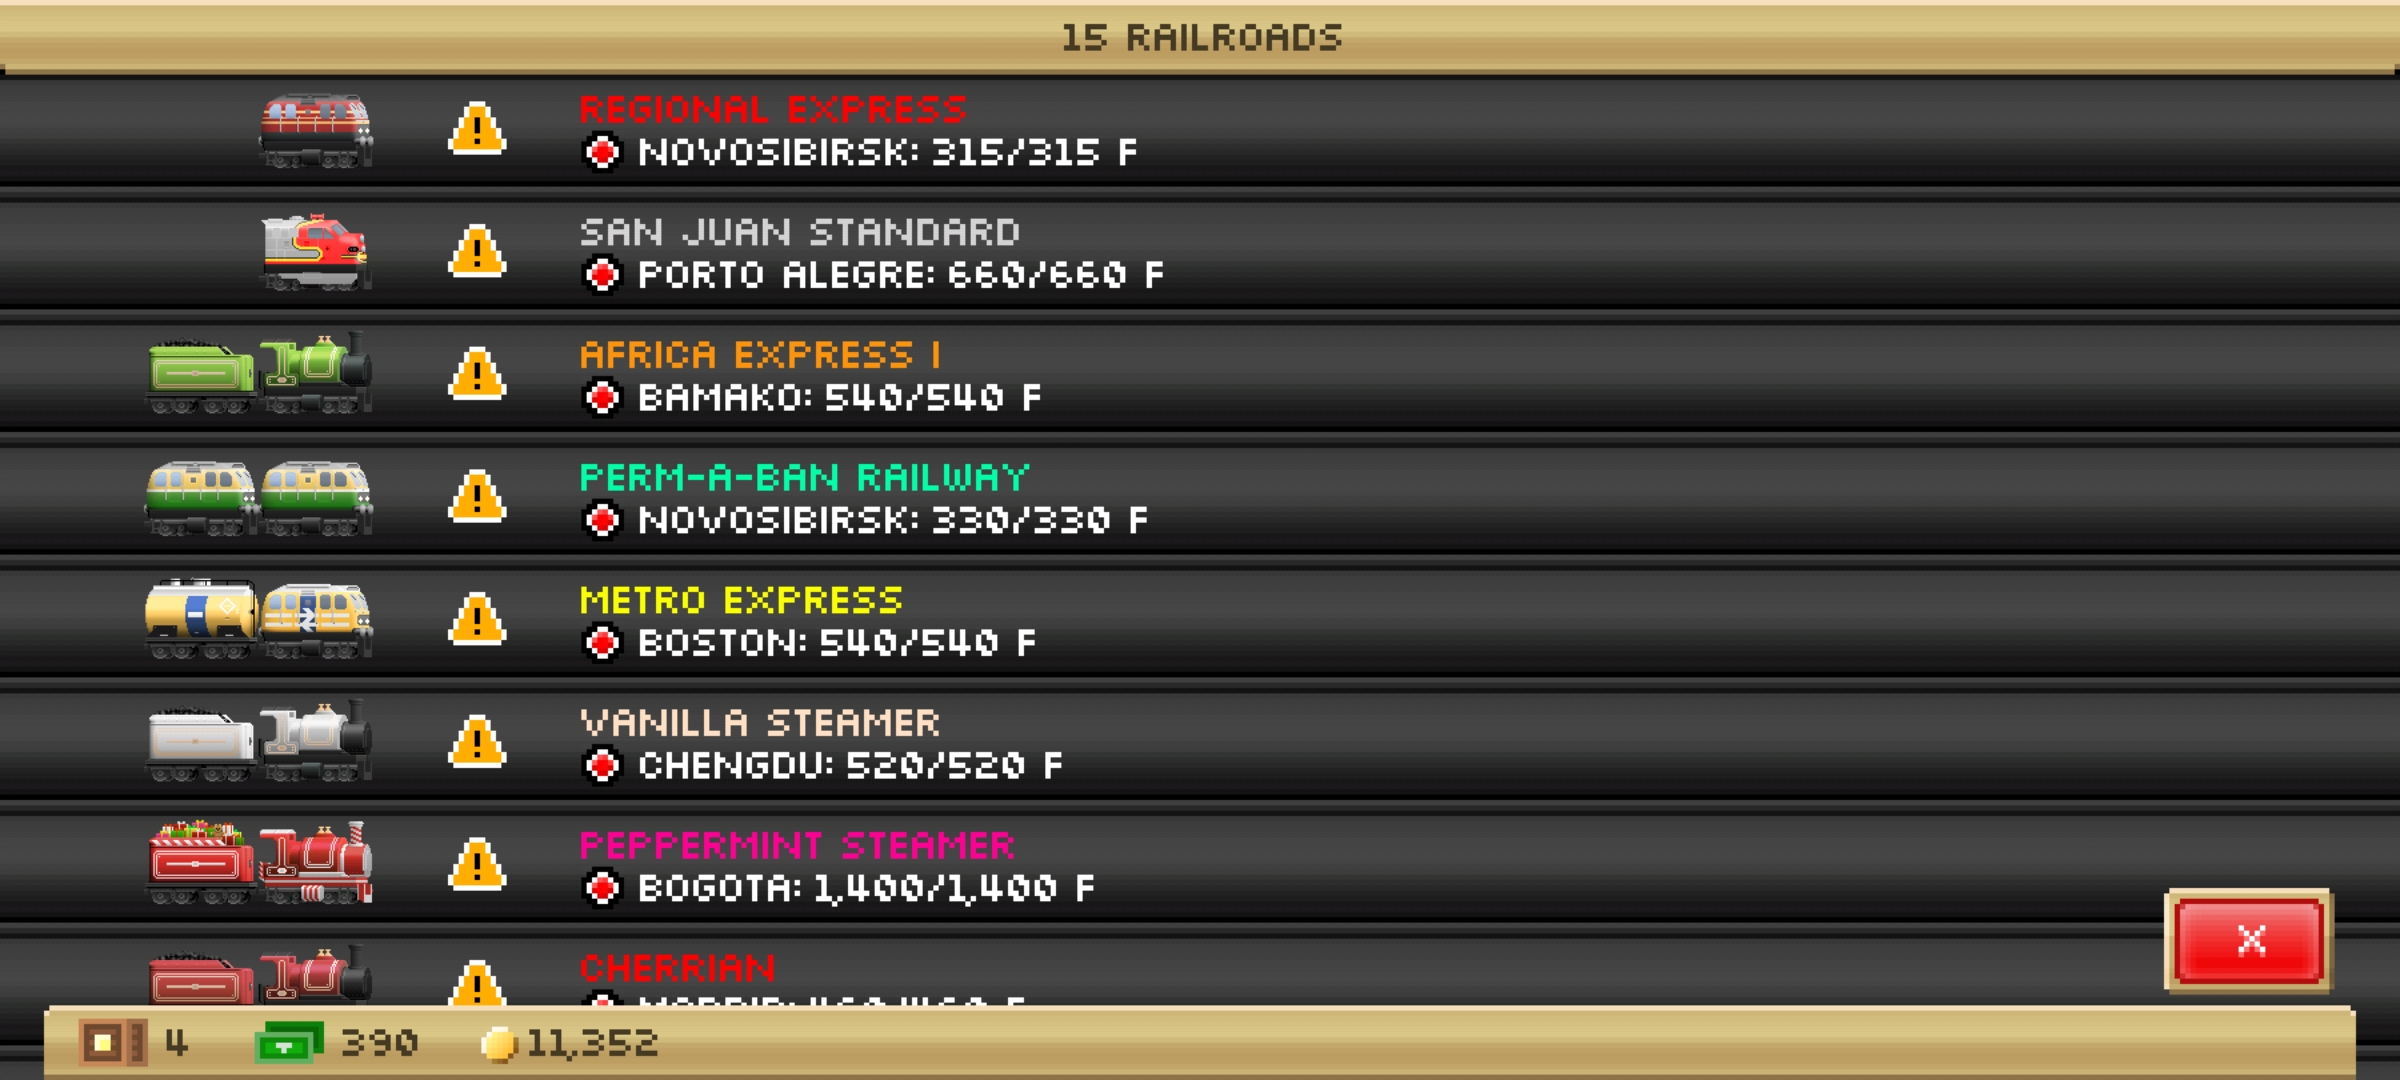 15 RAILROADS
REGIONAL EXPRESS
NOVOSIBIRSK: 315/315 F
SAN JUAN STANDARD
PORTO ALEGRE: 660/660 F
AFRICA EXPRESS I
BAMAKO: 540/540 F
PERM-A-BAN RAILWAY
NOVOSIBIRSK: 330/330 F
METRO EXPRESS
BOSTON: 540/540 F
VANILLA STEAMER
CHENGDU: 520/520 F
PEPPERMINT STEAMER
BOGOTA: 1,400/1,400 F
CHERRIAN
X
4 390 11,352